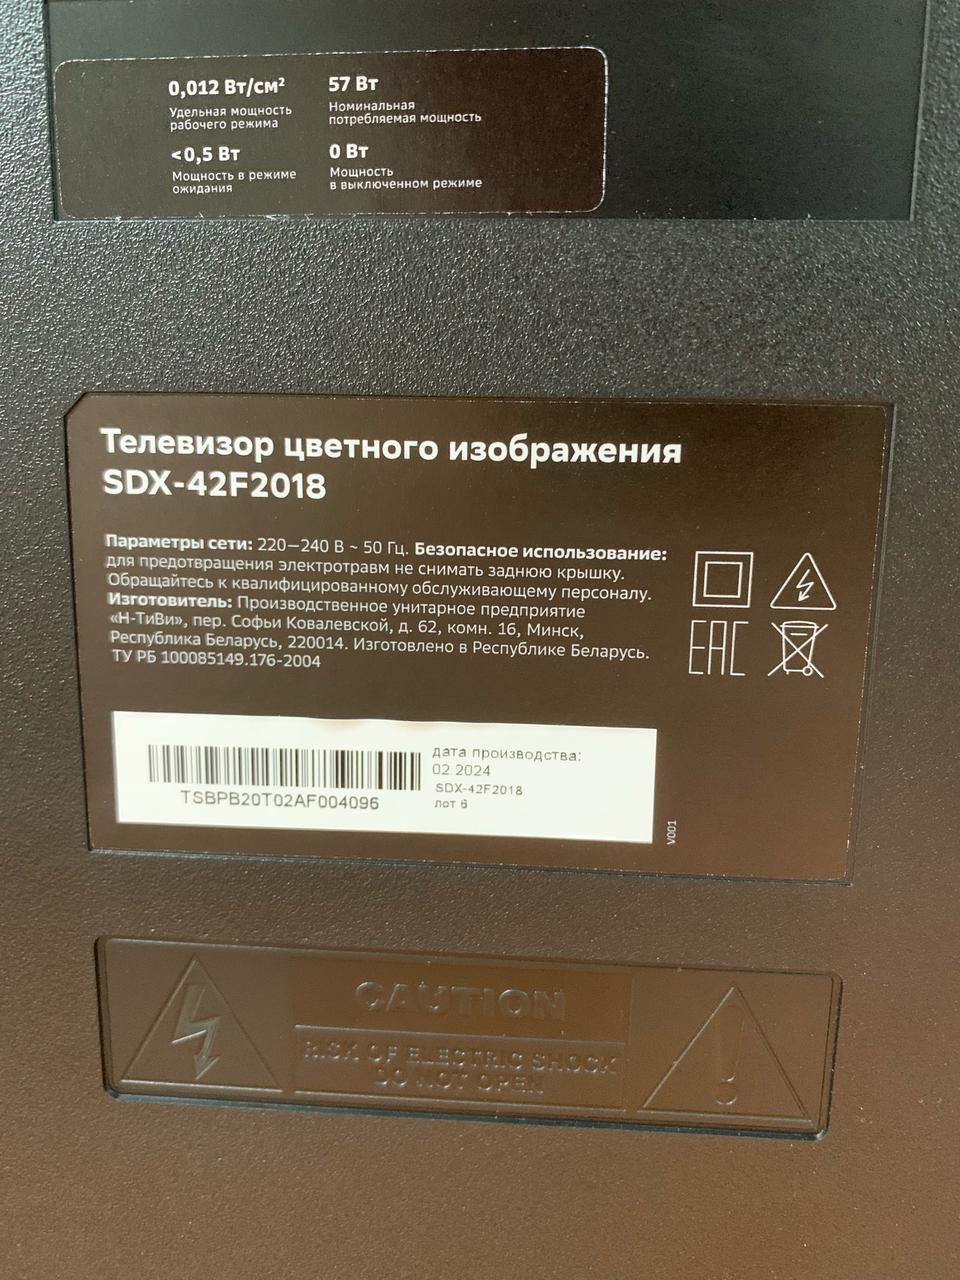 0,012 Вт/см²
Удельная мощность
рабочего режима
57 Вт
Номинальная
потребляемая мощность
<0,5 Вт
Мощность в режиме
ожидания
0 Вт
Мощность
в выключенном режиме
Телевизор цветного изображения
SDX-42F2018
Параметры сети: 220–240 В ~ 50 Гц. Безопасное использование:
для предотвращения электротравм не снимать заднюю крышку.
Обращайтесь к квалифицированному обслуживающему персоналу.
Изготовитель: Производственное унитарное предприятие
«Н-ТиВи», пер. Софьи Ковалевской, д. 62, комн. 16, Минск,
Республика Беларусь, 220014. Изготовлено в Республике Беларусь.
ТУ РБ 100085149.176-2004
EAC
TSBPB20T02AF004096
дата производства:
02.2024
SDX-42F2018
лот 6
V001
CAUTION
RISK OF ELECTRIC SHOCK
DO NOT OPEN